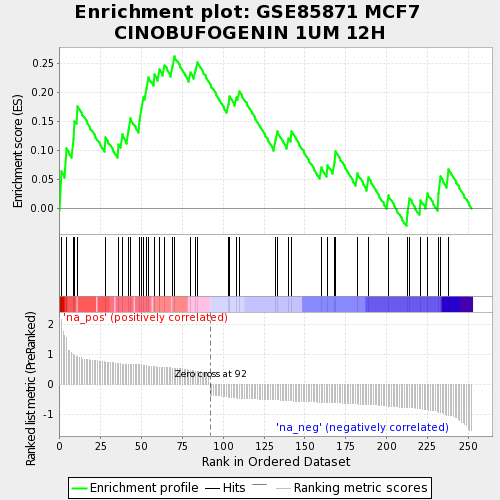 Enrichment plot: GSE85871 MCF7
CINOBUFOGENIN 1UM 12H
Enrichment score (ES)
0.25
0.20
0.15
0.10
0.05
0.00
'na_pos' (positively correlated)
Ranked list metric (PreRanked)
2
1
0
-1
Zero cross at 92
'na_neg' (negatively correlated)
0 25 50 75 100 125 150 175 200 225 250
Rank in Ordered Dataset
Enrichment profile Hits Ranking metric scores